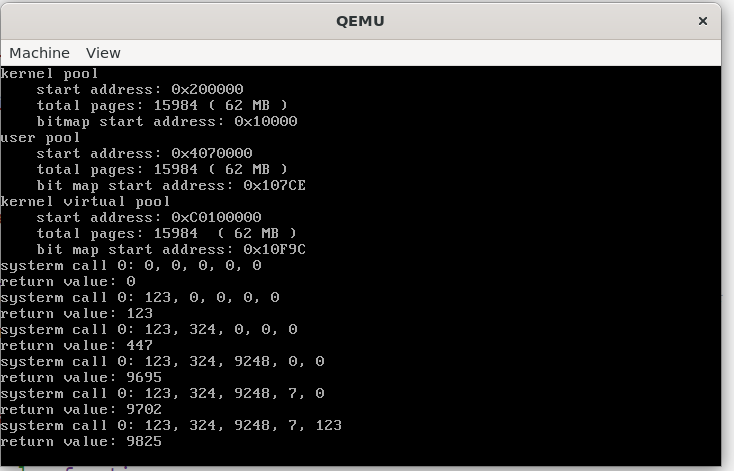 QEMU
Machine View
kernel pool
start address: 0x200000
total pages: 15984 ( 62 MB )
bitmap start address: 0x10000
user pool
start address: 0x4070000
total pages: 15984 ( 62 MB )
bit map start address: 0x107CE
kernel virtual pool
start address: 0xC0100000
total pages: 15984  ( 62 MB )
bit map start address: 0x10F9C
systerm call 0: 0, 0, 0, 0, 0
return value: 0
systerm call 0: 123, 0, 0, 0, 0
return value: 123
systerm call 0: 123, 324, 0, 0, 0
return value: 447
systerm call 0: 123, 324, 9248, 0, 0
return value: 9695
systerm call 0: 123, 324, 9248, 7, 0
return value: 9702
systerm call 0: 123, 324, 9248, 7, 123
return value: 9825